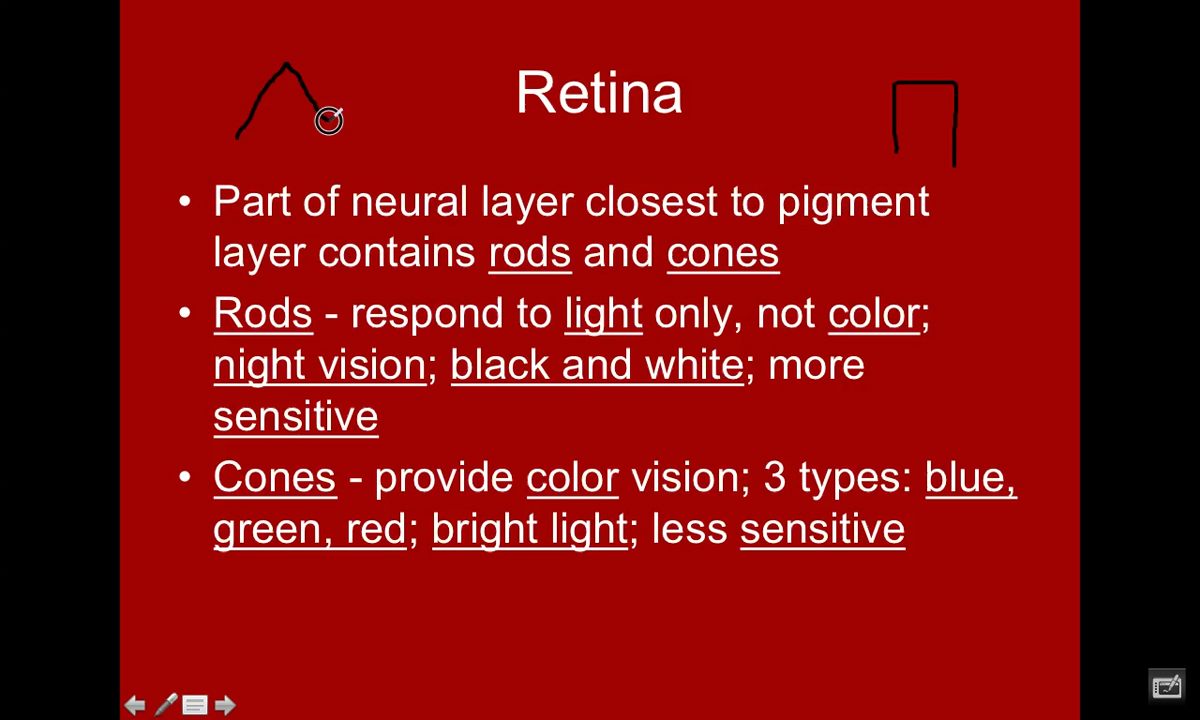 Retina
• Part of neural layer closest to pigment
layer contains rods and cones
• Rods - respond to light only, not color;
night vision; black and white; more
sensitive
• Cones - provide color vision; 3 types: blue,
green, red; bright light; less sensitive